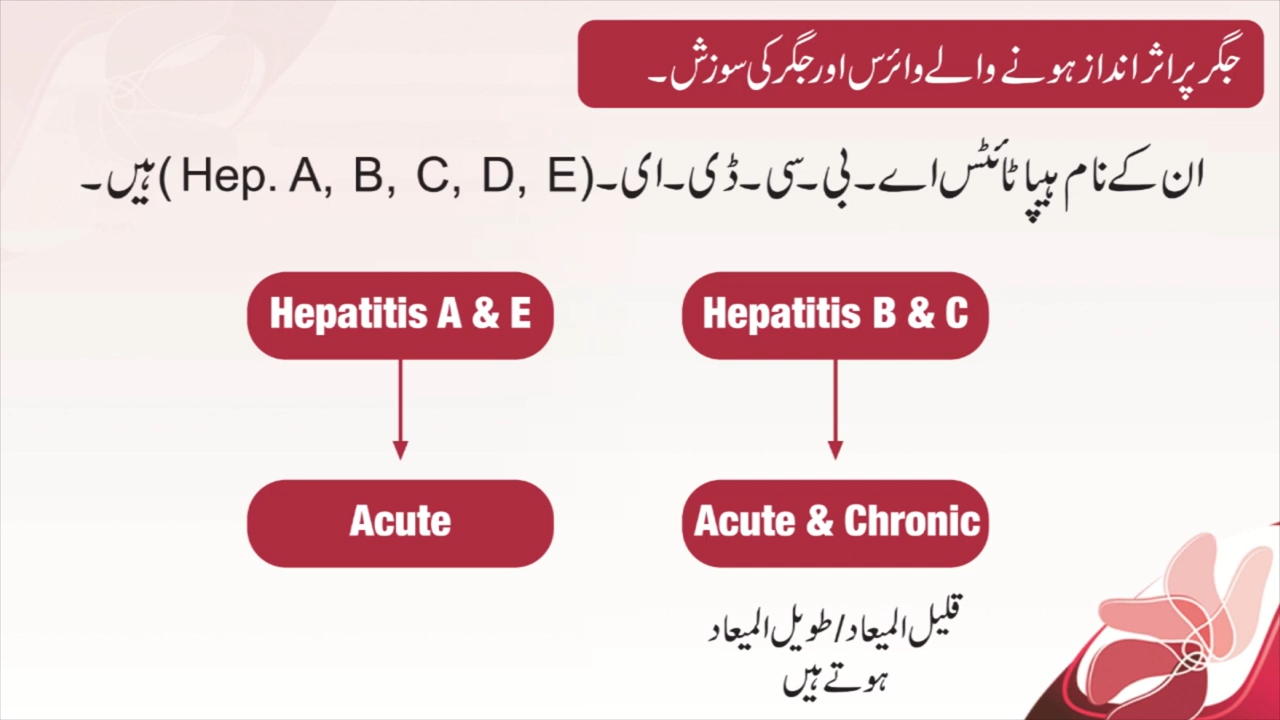 جگر پر اثر انداز ہونے والے وائرس اور جگر کی سوزش۔
ان کے نام ہیپاٹائٹس اے۔بی۔سی۔ڈی۔ای۔(Hep. A, B, C, D, E) ہیں۔
Hepatitis A & E
Hepatitis B & C
Acute
Acute & Chronic
قلیل المیعاد/طویل المیعاد
ہوتے ہیں